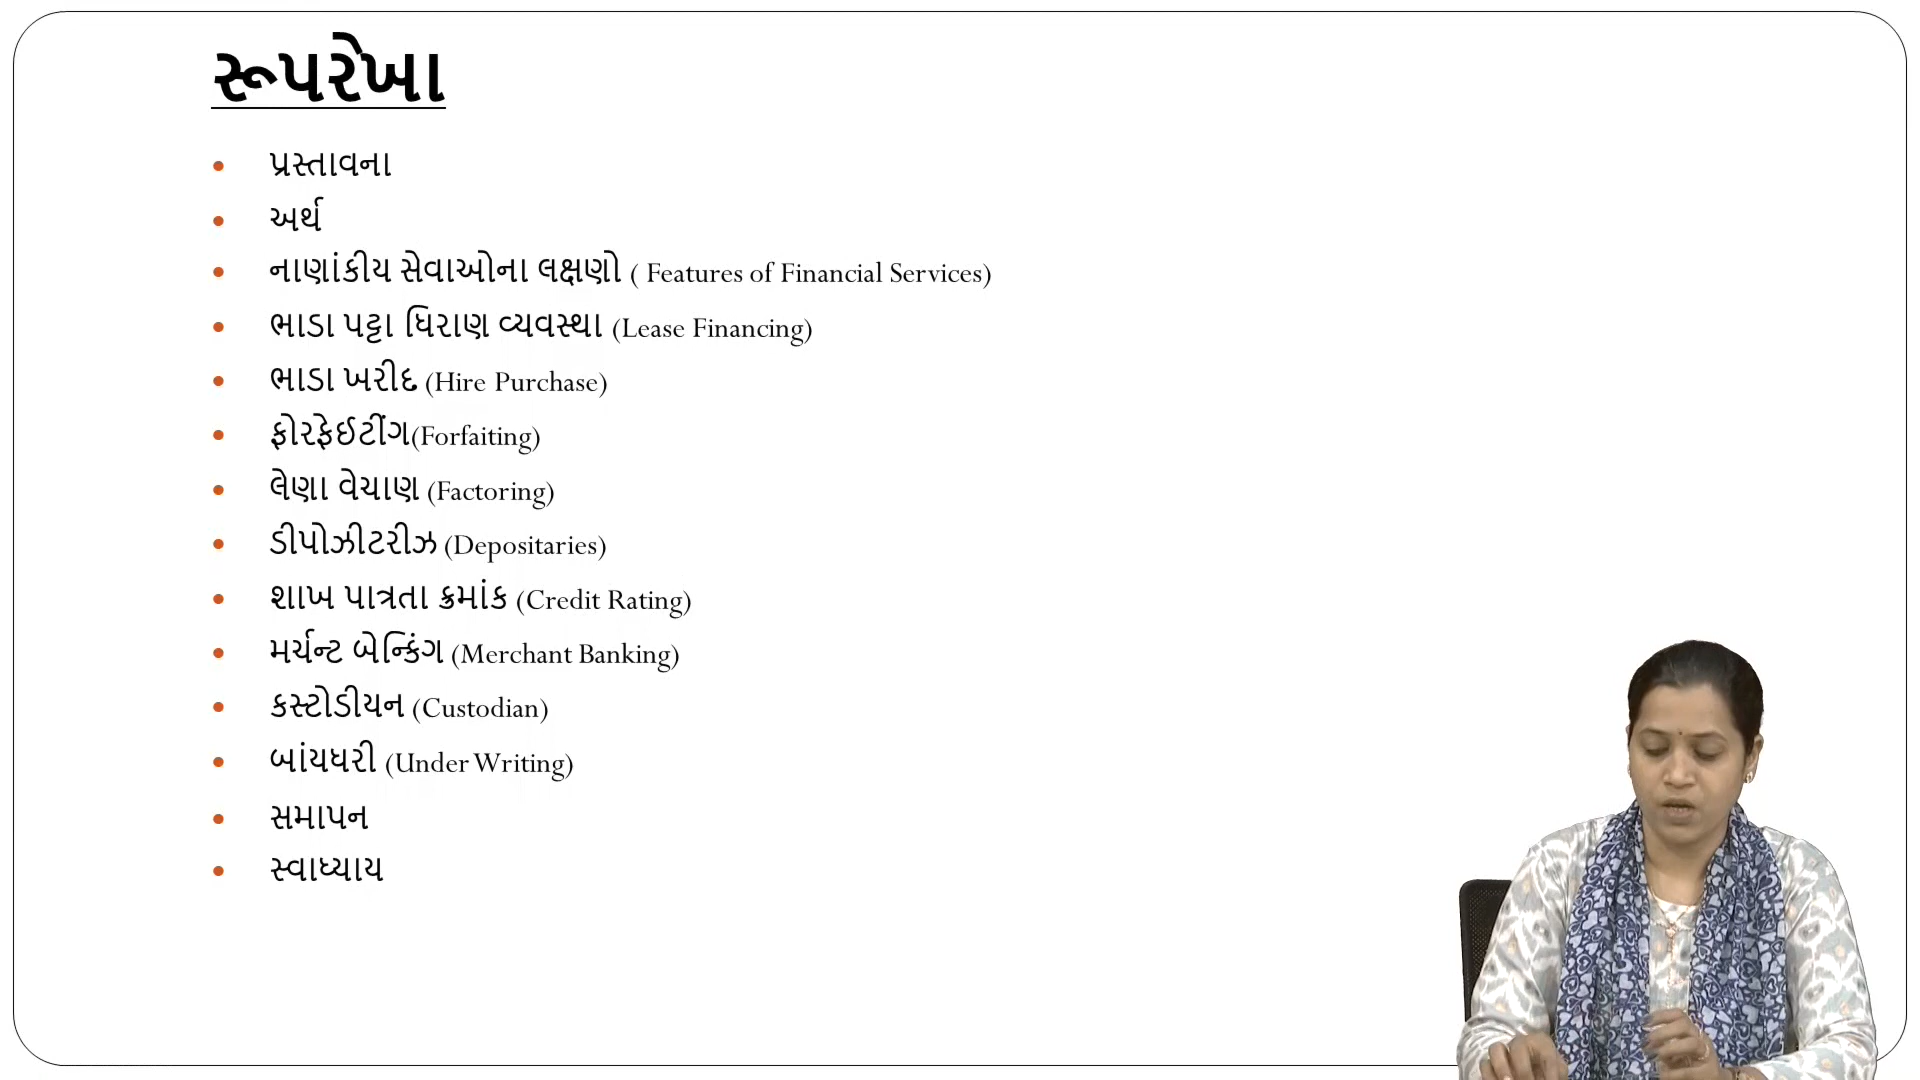 રૂપરેખા
પ્રસ્તાવના
અર્થ
નાણાંકીય સેવાઓના લક્ષણો ( Features of Financial Services)
ભાડા પટ્ટા ધિરાણ વ્યવસ્થા (Lease Financing)
ભાડા ખરીદ (Hire Purchase)
ફોરફેઈટીંગ(Forfaiting)
લેણા વેચાણ (Factoring)
ડીપોઝીટરીઝ (Depositaries)
શાખ પાત્રતા ક્રમાંક (Credit Rating)
મર્ચન્ટ બેન્કિંગ (Merchant Banking)
કસ્ટોડીયન (Custodian)
બાંયધરી (Under Writing)
સમાપન
સ્વાધ્યાય